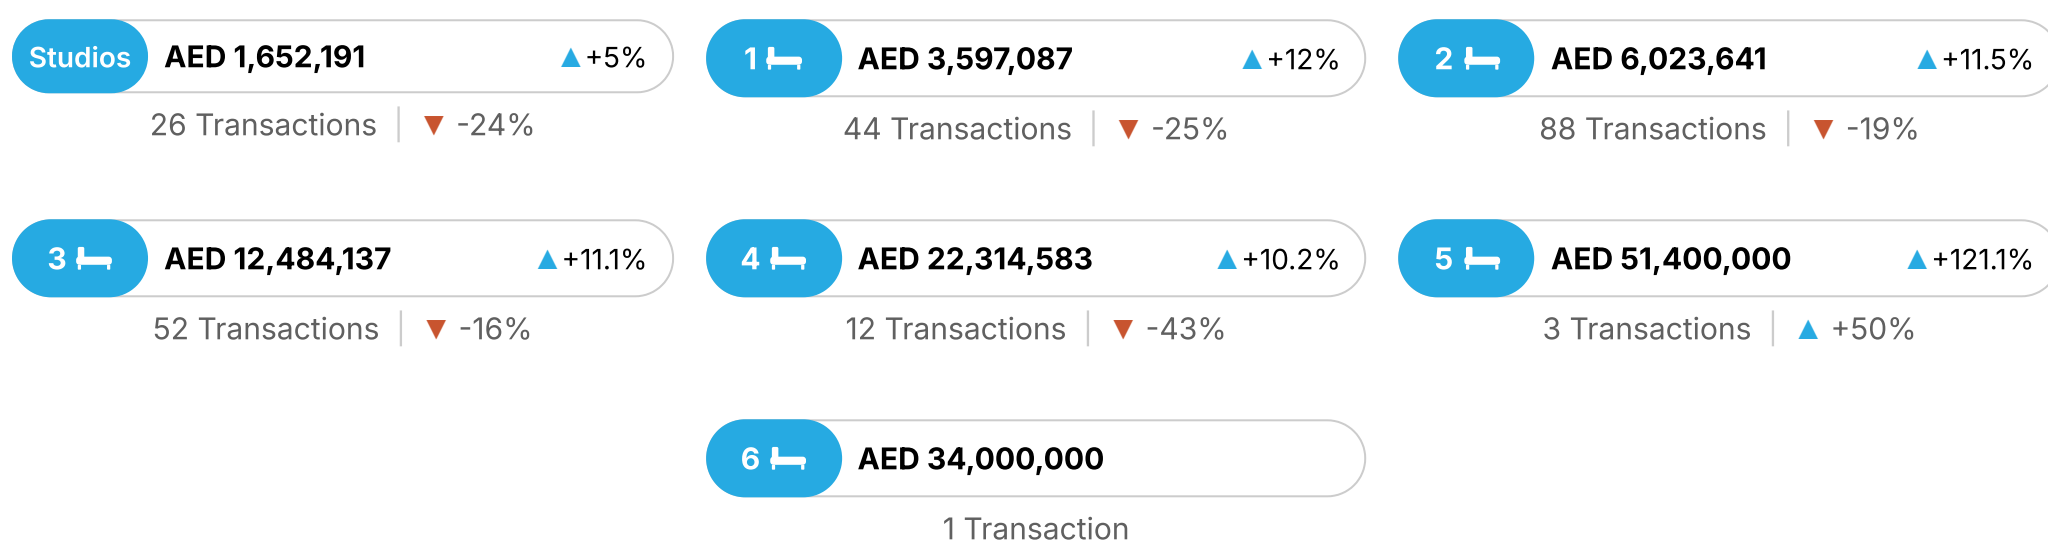 Studios AED 1,652,191 ▲+5%
26 Transactions | ▼ -24%
1 AED 3,597,087 ▲+12%
44 Transactions | ▼ -25%
2 AED 6,023,641 ▲+11.5%
88 Transactions | ▼ -19%
3 AED 12,484,137 ▲+11.1%
52 Transactions | ▼ -16%
4 AED 22,314,583 ▲+10.2%
12 Transactions | ▼ -43%
5 AED 51,400,000 ▲+121.1%
3 Transactions | ▲ +50%
6 AED 34,000,000
1 Transaction